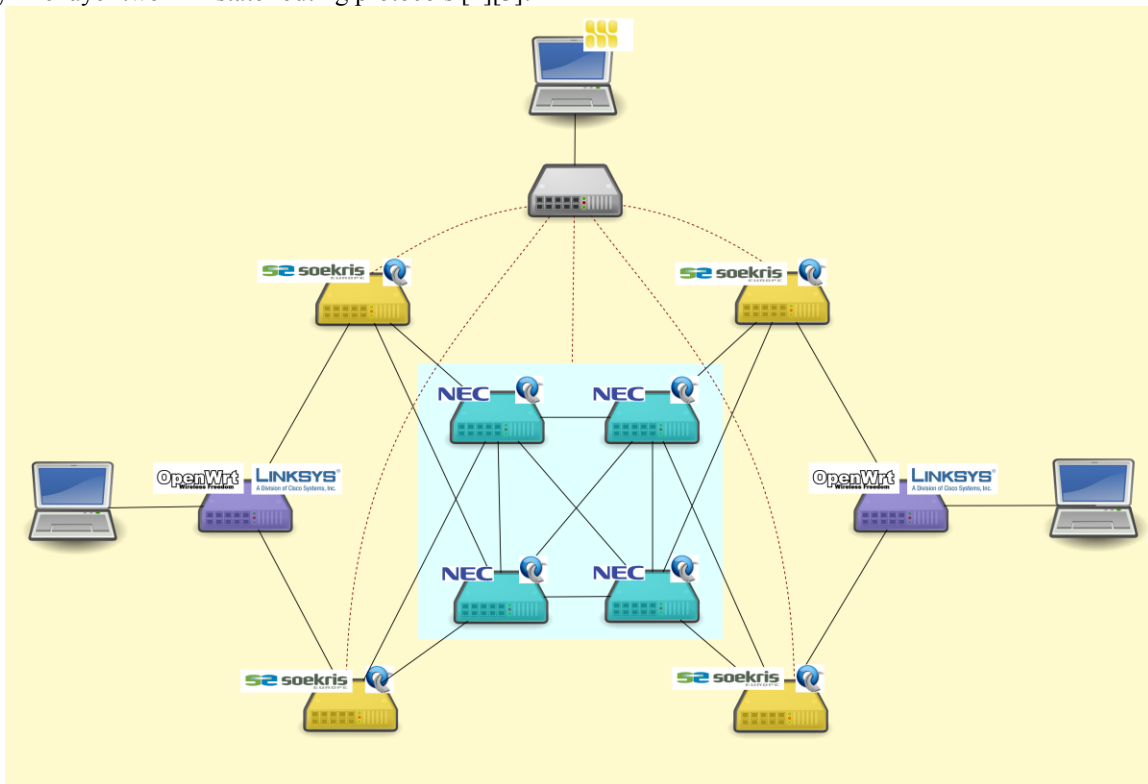 soekris
EUROPE
soekris
EUROPE
NEC
NEC
OpenWrt
Wireless Freedom
LINKSYS®
A Division of Cisco Systems, Inc.
OpenWrt
Wireless Freedom
LINKSYS®
A Division of Cisco Systems, Inc.
NEC
NEC
soekris
EUROPE
soekris
EUROPE